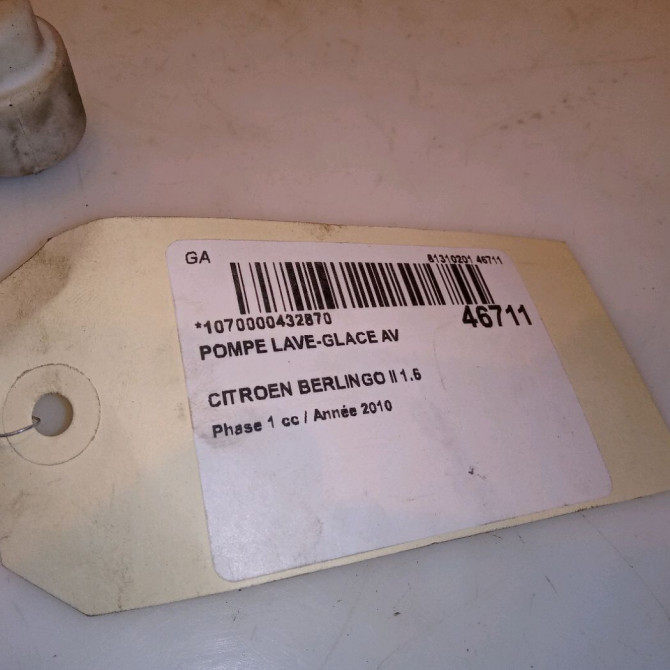 GA
81310201 46711
*1070000432870
46711
POMPE LAVE-GLACE AV
CITROEN BERLINGO II 1.6
Phase 1 cc / Année 2010